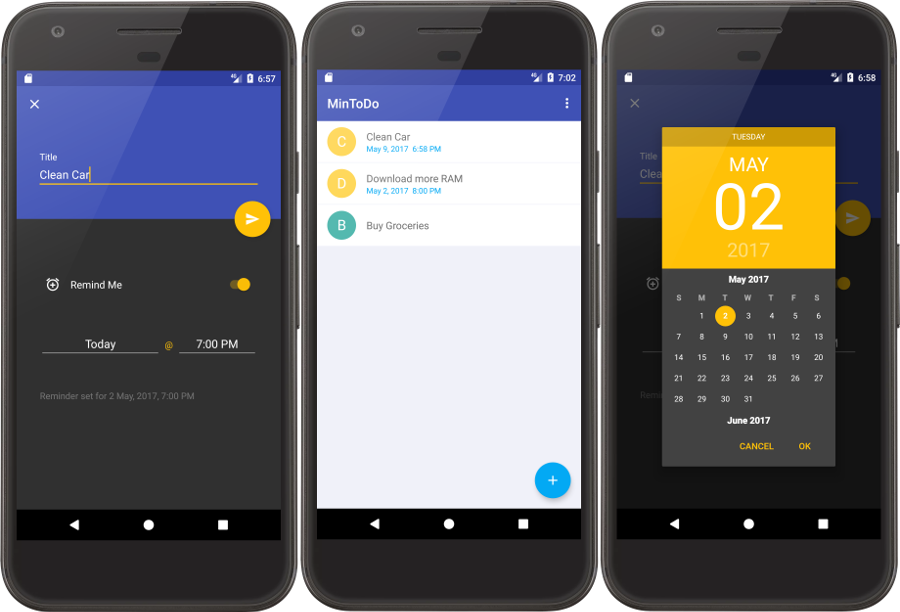 4G 6:57
Title
Clean Car
Remind Me
Today @ 7:00 PM
Reminder set for 2 May, 2017, 7:00 PM
4G 7:02
MinToDo
C
Clean Car
May 9, 2017 6:58 PM
D
Download more RAM
May 2, 2017 8:00 PM
B
Buy Groceries
+
4G 6:58
Title
Clea
TUESDAY
MAY
02
2017
May 2017
S M T W T F S
1 2 3 4 5 6
7 8 9 10 11 12 13
14 15 16 17 18 19 20
21 22 23 24 25 26 27
28 29 30 31
June 2017
CANCEL OK